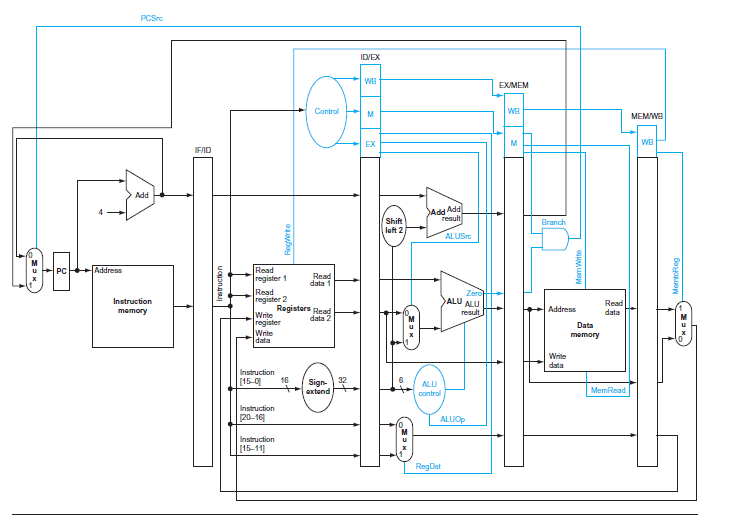 PCSrc
ID/EX
EX/MEM
MEM/WB
IF/ID
Control
WB
M
EX
WB
M
WB
Add
4
Shift
left 2
Add
Add
result
ALUSrc
Branch
RegWrite
MemWrite
MemtoReg
0
M
u
x
1
PC
Address
Instruction
memory
Instruction
Read
register 1
Read
register 2
Write
register
Write
data
Registers
Read
data 1
Read
data 2
0
M
u
x
1
Zero
ALU
ALU
result
Address
Data
memory
Read
data
Write
data
1
M
u
x
0
MemRead
Instruction
[15–0]
16
Sign-
extend
32
6
ALU
control
ALUOp
Instruction
[20–16]
Instruction
[15–11]
0
M
u
x
1
RegDst